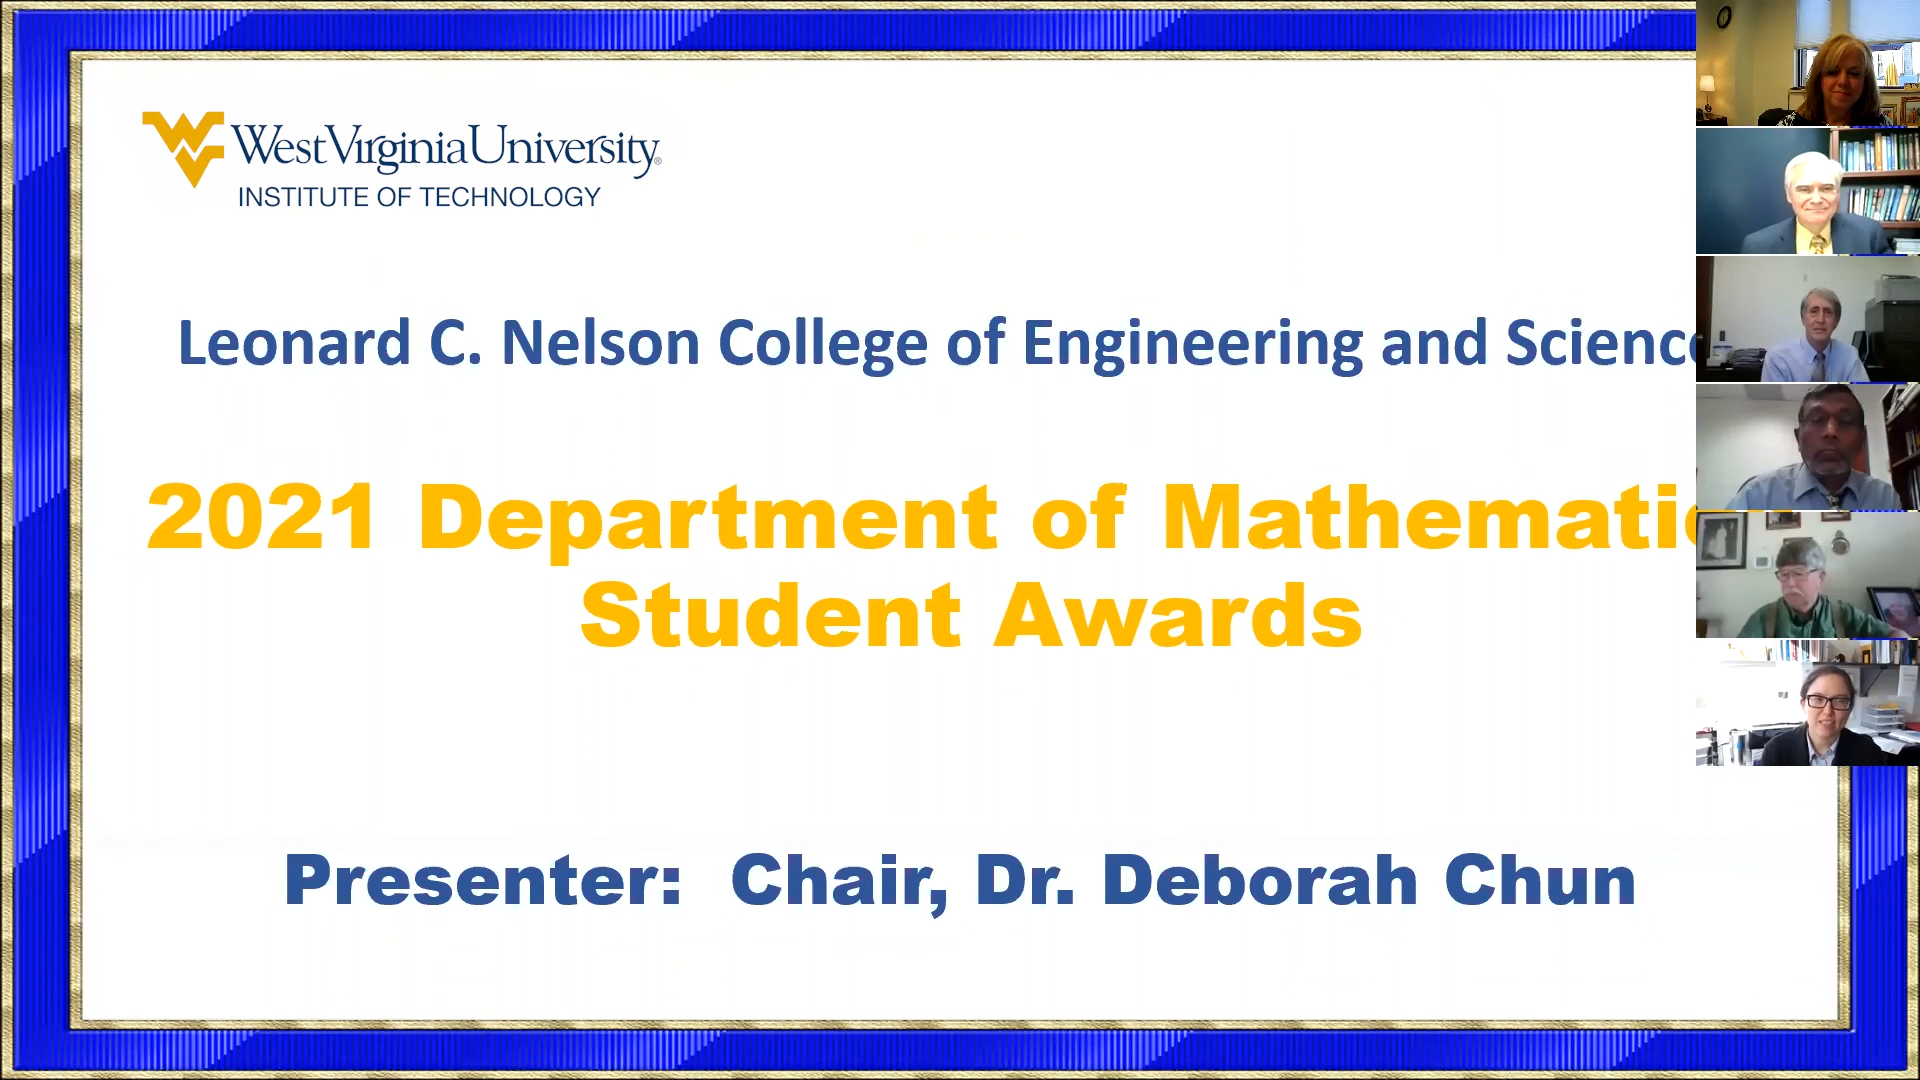 WestVirginiaUniversity®
INSTITUTE OF TECHNOLOGY
Leonard C. Nelson College of Engineering and Scienc
2021 Department of Mathemati
Student Awards
Presenter: Chair, Dr. Deborah Chun